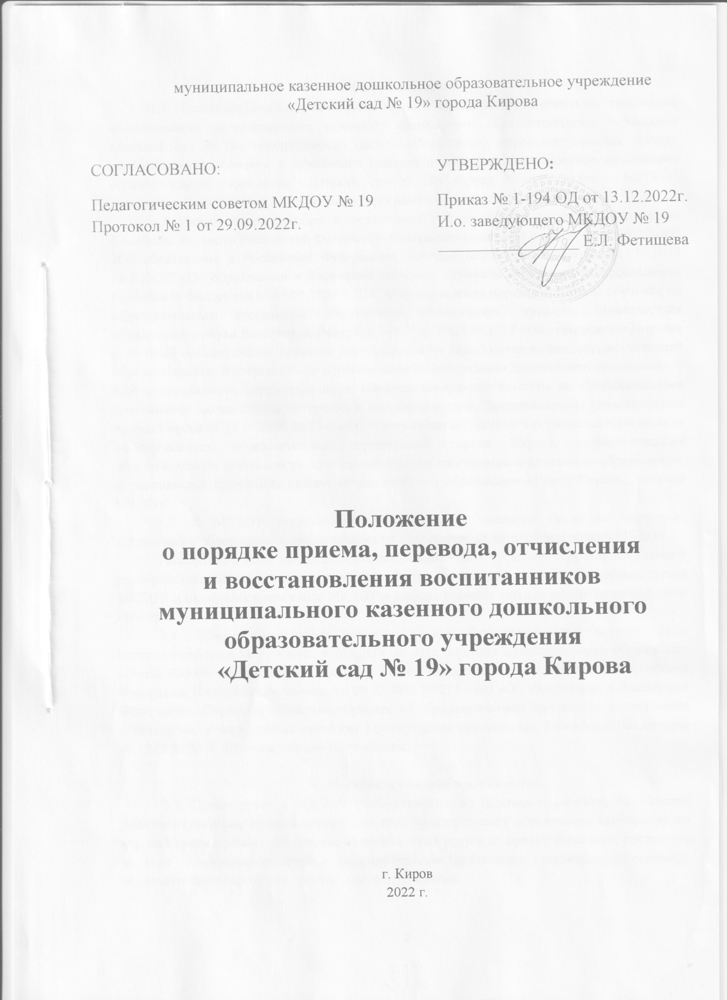 муниципальное казенное дошкольное образовательное учреждение
«Детский сад № 19» города Кирова
СОГЛАСОВАНО:
Педагогическим советом МКДОУ № 19
Протокол № 1 от 29.09.2022г.
УТВЕРЖДЕНО:
Приказ № 1-194 ОД от 13.12.2022г.
И.о. заведующего МКДОУ № 19
Е.Л. Фетищева
Положение
о порядке приема, перевода, отчисления
и восстановления воспитанников
муниципального казенного дошкольного
образовательного учреждения
«Детский сад № 19» города Кирова
г. Киров
2022 г.